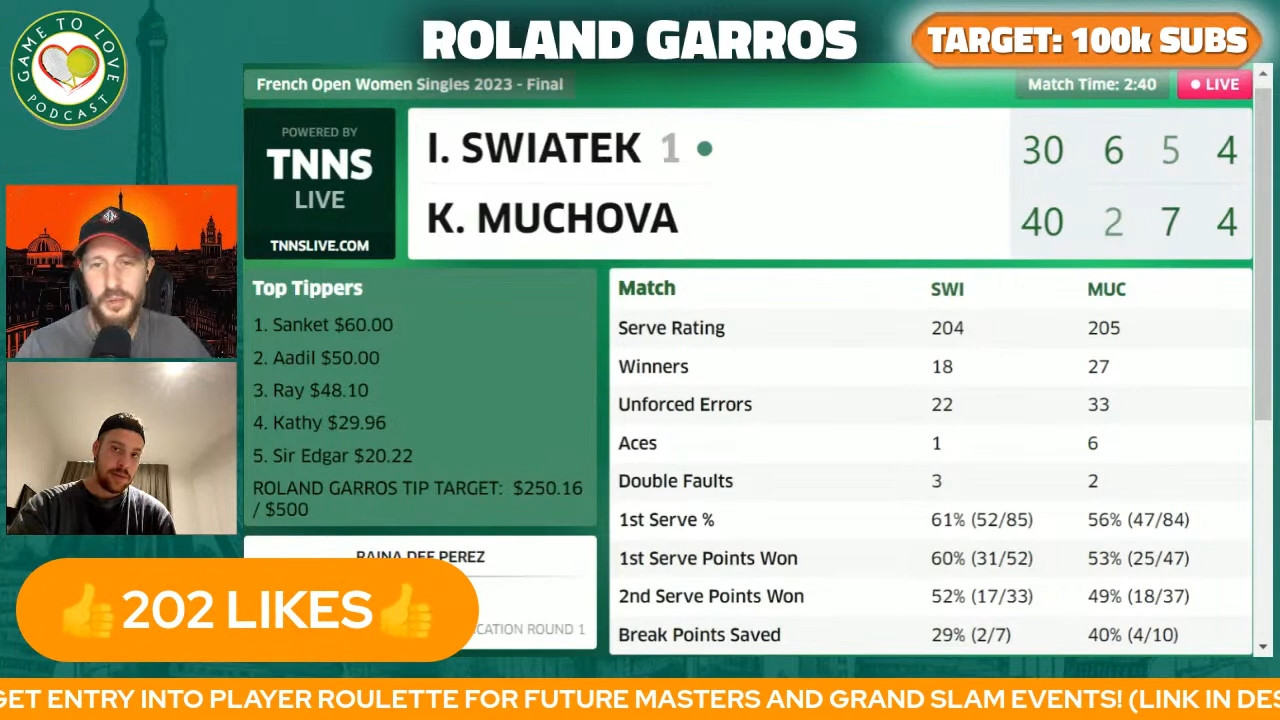 GAME TO LOVE
PODCAST
ROLAND GARROS
TARGET: 100k SUBS
French Open Women Singles 2023 - Final
Match Time: 2:40
LIVE
POWERED BY
TNNS
LIVE
TNNSLIVE.COM
I. SWIATEK 1 30 6 5 4
K. MUCHOVA 40 2 7 4
Top Tippers
1. Sanket $60.00
2. Aadil $50.00
3. Ray $48.10
4. Kathy $29.96
5. Sir Edgar $20.22
ROLAND GARROS TIP TARGET: $250.16
/ $500
Match SWI MUC
Serve Rating 204 205
Winners 18 27
Unforced Errors 22 33
Aces 1 6
Double Faults 3 2
1st Serve % 61% (52/85) 56% (47/84)
1st Serve Points Won 60% (31/52) 53% (25/47)
2nd Serve Points Won 52% (17/33) 49% (18/37)
Break Points Saved 29% (2/7) 40% (4/10)
RAINA DEE PEREZ
ICATION ROUND 1
202 LIKES
GET ENTRY INTO PLAYER ROULETTE FOR FUTURE MASTERS AND GRAND SLAM EVENTS! (LINK IN DES